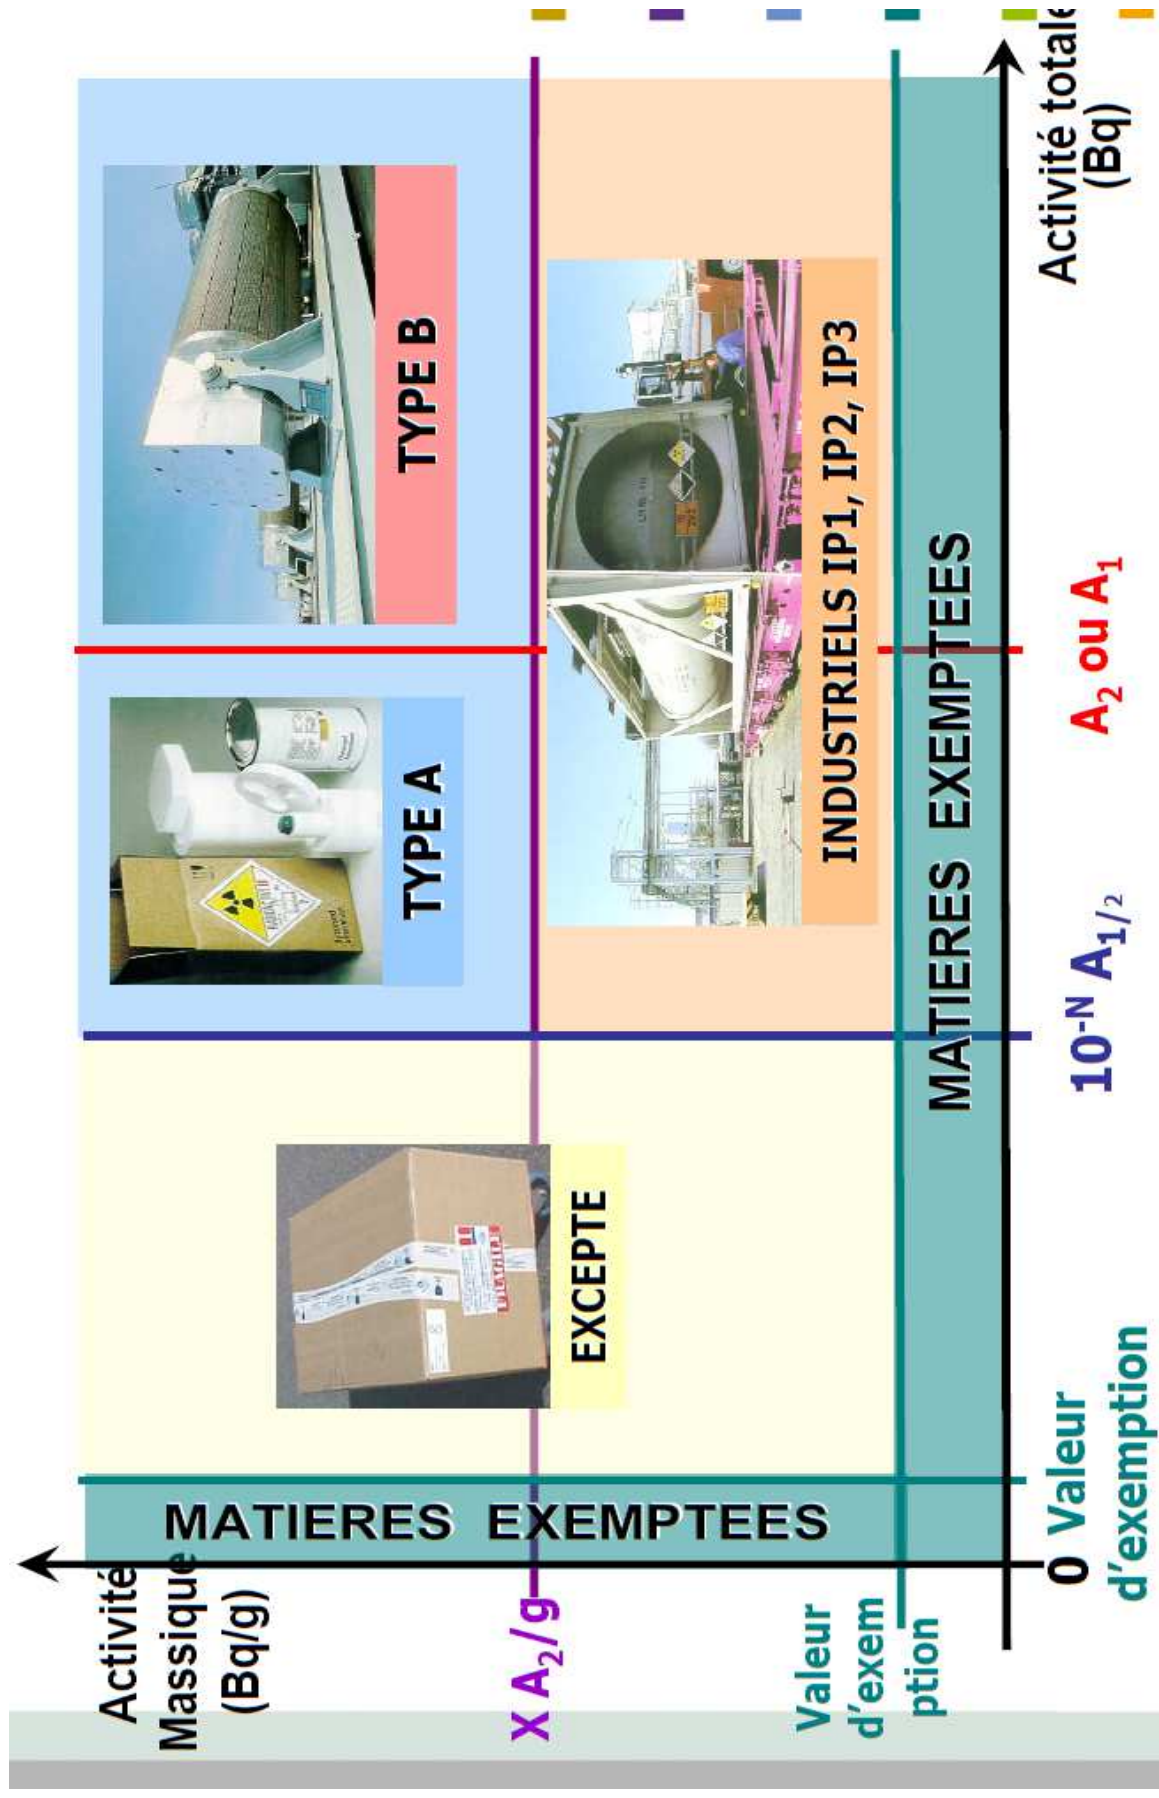 Activité
Massique
(Bq/g)
X A₂/g
Valeur
d'exem
ption
MATIERES EXEMPTEES
EXCEPTE
TYPE A
TYPE B
INDUSTRIELS IP1, IP2, IP3
MATIERES EXEMPTEES
0 Valeur
d'exemption
10⁻ᴺ A₁/₂
A₂ ou A₁
Activité totale
(Bq)